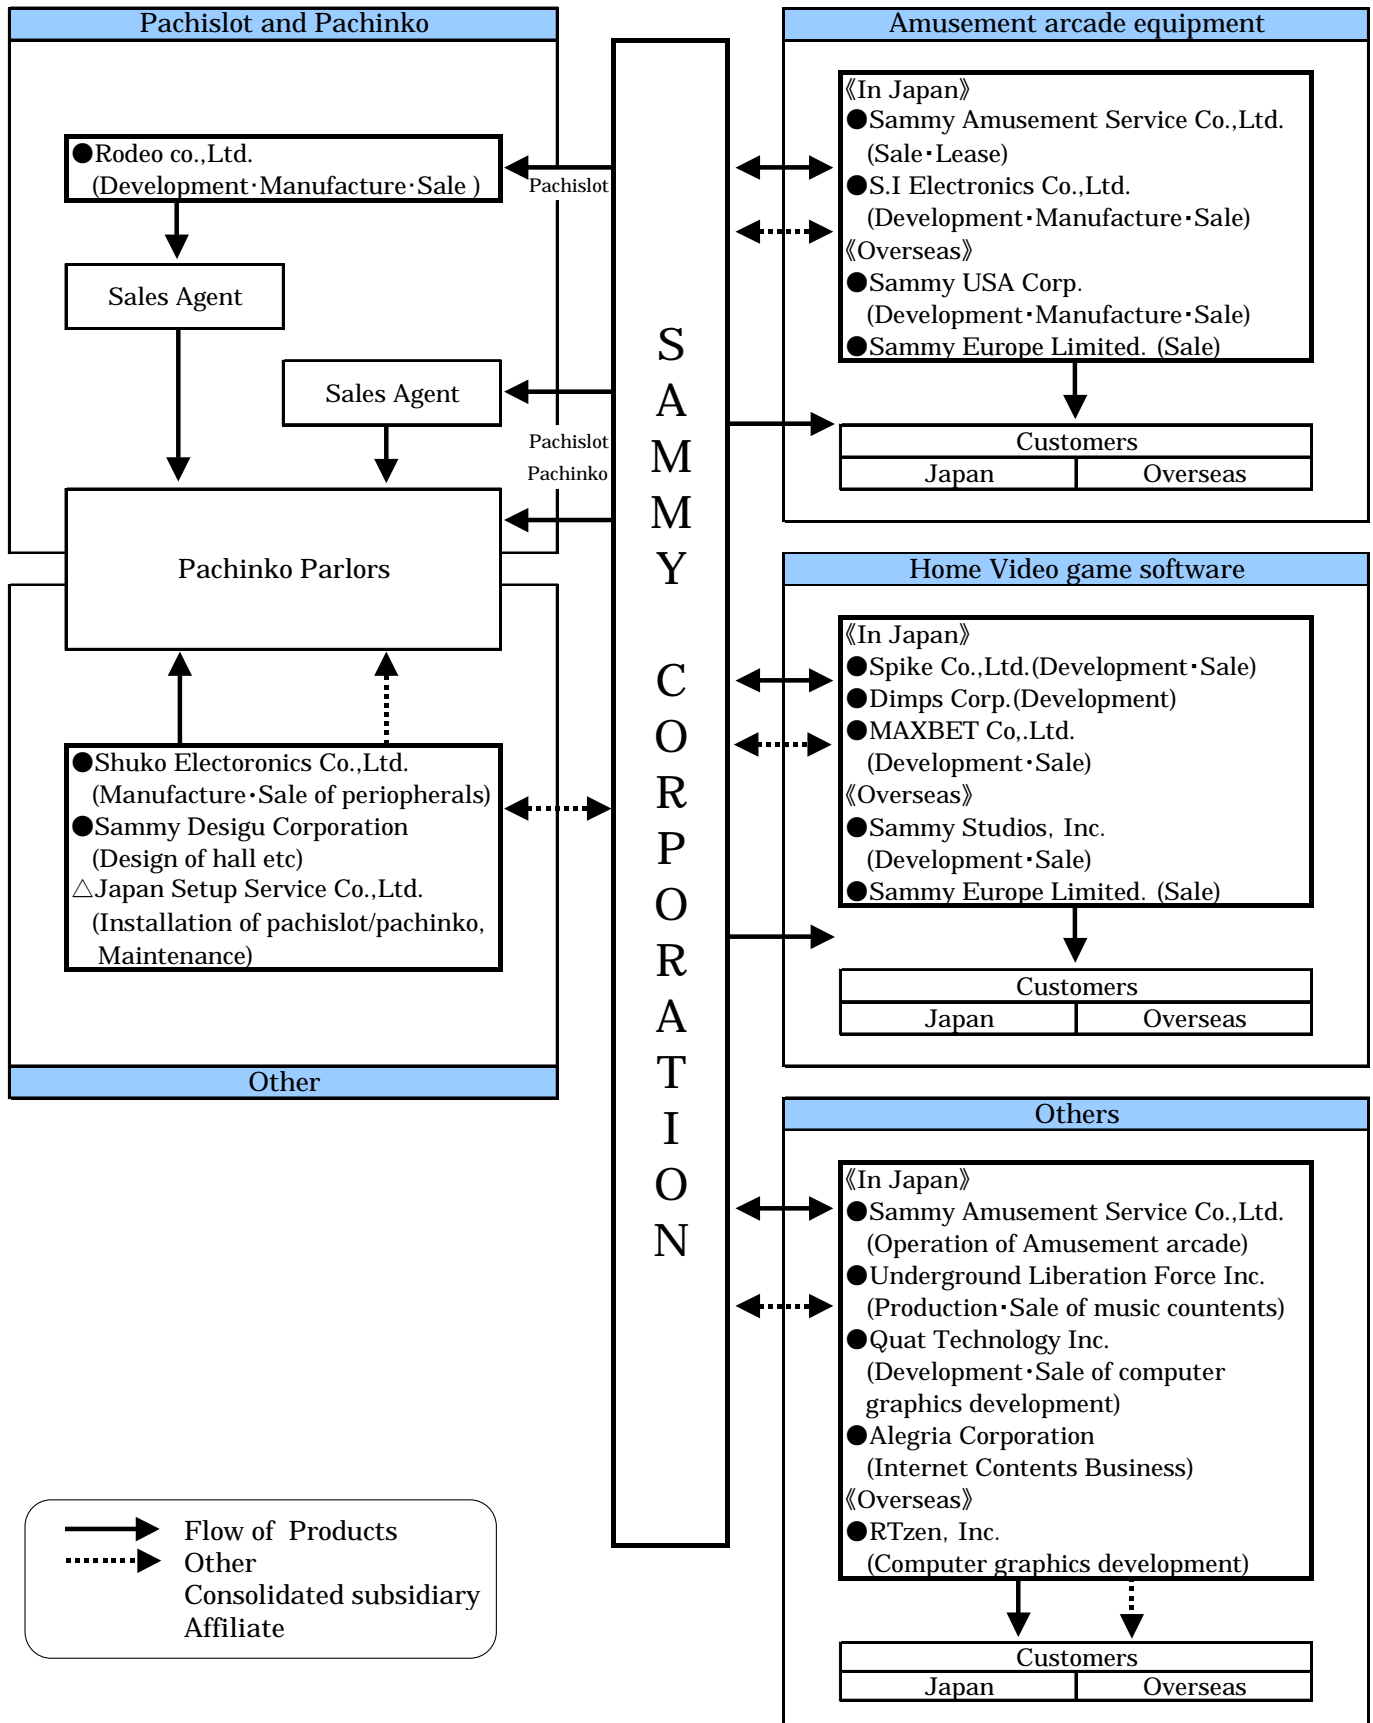 Pachislot and Pachinko
●Rodeo co.,Ltd.
(Development･Manufacture･Sale )
Pachislot
Sales Agent
Sales Agent
Pachislot
Pachinko
Pachinko Parlors
●Shuko Electoronics Co.,Ltd.
(Manufacture･Sale of periopherals)
●Sammy Desigu Corporation
(Design of hall etc)
△Japan Setup Service Co.,Ltd.
(Installation of pachislot/pachinko,
Maintenance)
Other
SAMMY CORPORATION
Amusement arcade equipment
《In Japan》
●Sammy Amusement Service Co.,Ltd.
(Sale･Lease)
●S.I Electronics Co.,Ltd.
(Development･Manufacture･Sale)
《Overseas》
●Sammy USA Corp.
(Development･Manufacture･Sale)
●Sammy Europe Limited. (Sale)
Customers
Japan Overseas
Home Video game software
《In Japan》
●Spike Co.,Ltd.(Development･Sale)
●Dimps Corp.(Development)
●MAXBET Co,.Ltd.
(Development･Sale)
《Overseas》
●Sammy Studios, Inc.
(Development･Sale)
●Sammy Europe Limited. (Sale)
Customers
Japan Overseas
Others
《In Japan》
●Sammy Amusement Service Co.,Ltd.
(Operation of Amusement arcade)
●Underground Liberation Force Inc.
(Production･Sale of music countents)
●Quat Technology Inc.
(Development･Sale of computer
graphics development)
●Alegria Corporation
(Internet Contents Business)
《Overseas》
●RTzen, Inc.
(Computer graphics development)
Customers
Japan Overseas
Flow of Products
Other
Consolidated subsidiary
Affiliate